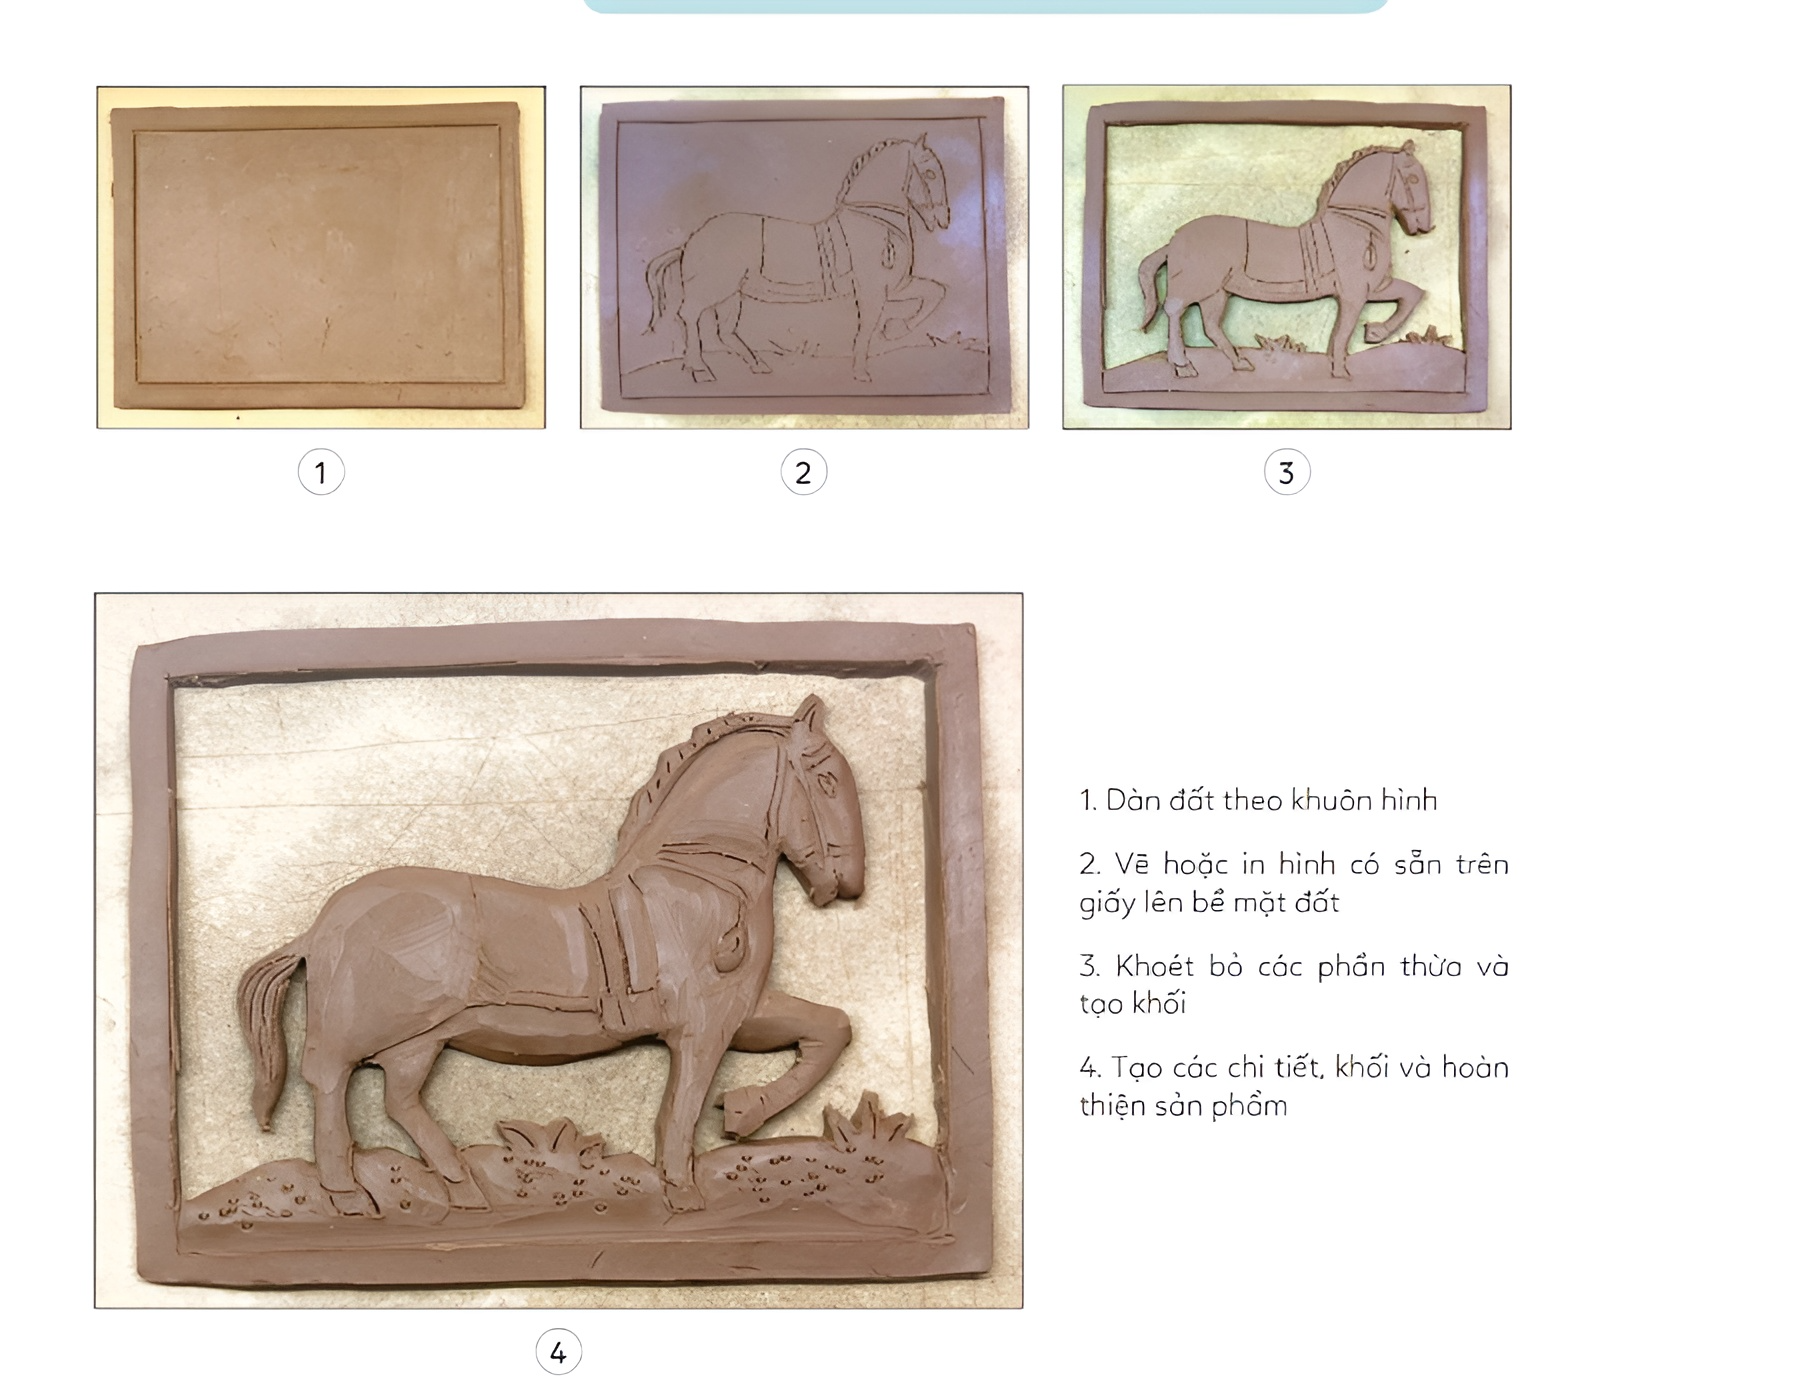 1
2
3
4
1. Dàn đất theo khuôn hình
2. Vẽ hoặc in hình có sẵn trên
giấy lên bề mặt đất
3. Khoét bỏ các phần thừa và
tạo khối
4. Tạo các chi tiết, khối và hoàn
thiện sản phẩm